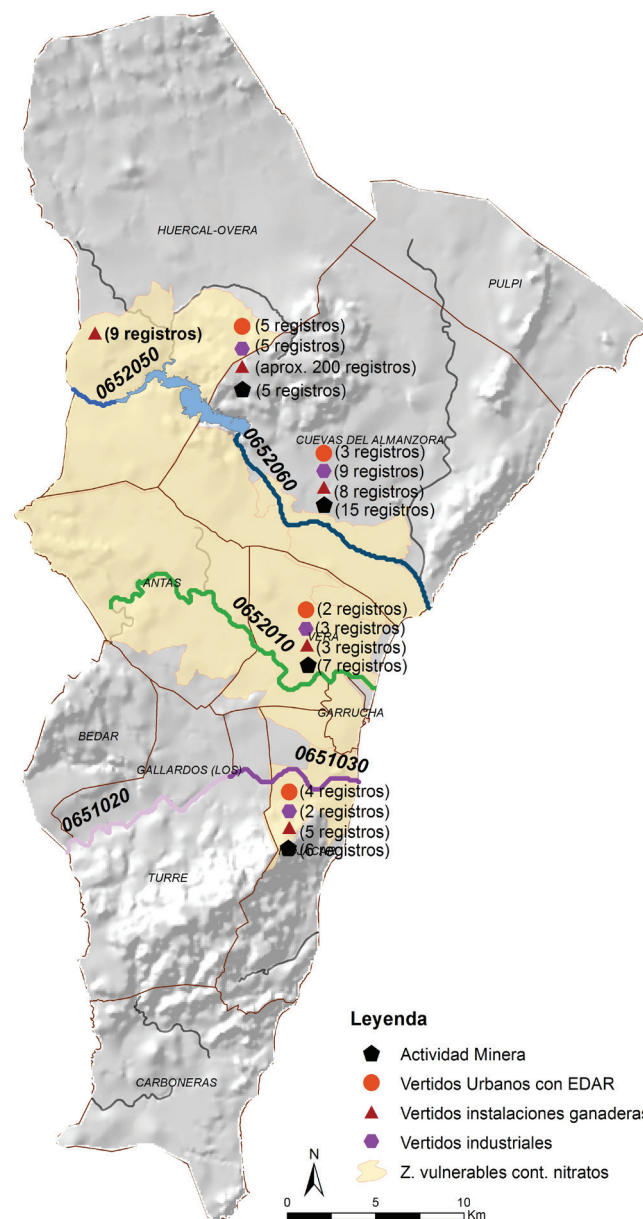 HUERCAL-OVERA
PULPI
(9 registros)
(5 registros)
(5 registros)
(aprox. 200 registros)
(5 registros)
0652050
0652060
CUEVAS DEL ALMANZORA
(3 registros)
(9 registros)
(8 registros)
(15 registros)
ANTAS
0652010
(2 registros)
(3 registros)
VERA
(3 registros)
(7 registros)
GARRUCHA
BEDAR
GALLARDOS (LOS)
0651030
0651020
(4 registros)
(2 registros)
(5 registros)
(6 registros)
TURRE
CARBONERAS
Leyenda
Actividad Minera
Vertidos Urbanos con EDAR
Vertidos instalaciones ganaderas
Vertidos industriales
Z. vulnerables cont. nitratos
N
0 5 10
Km